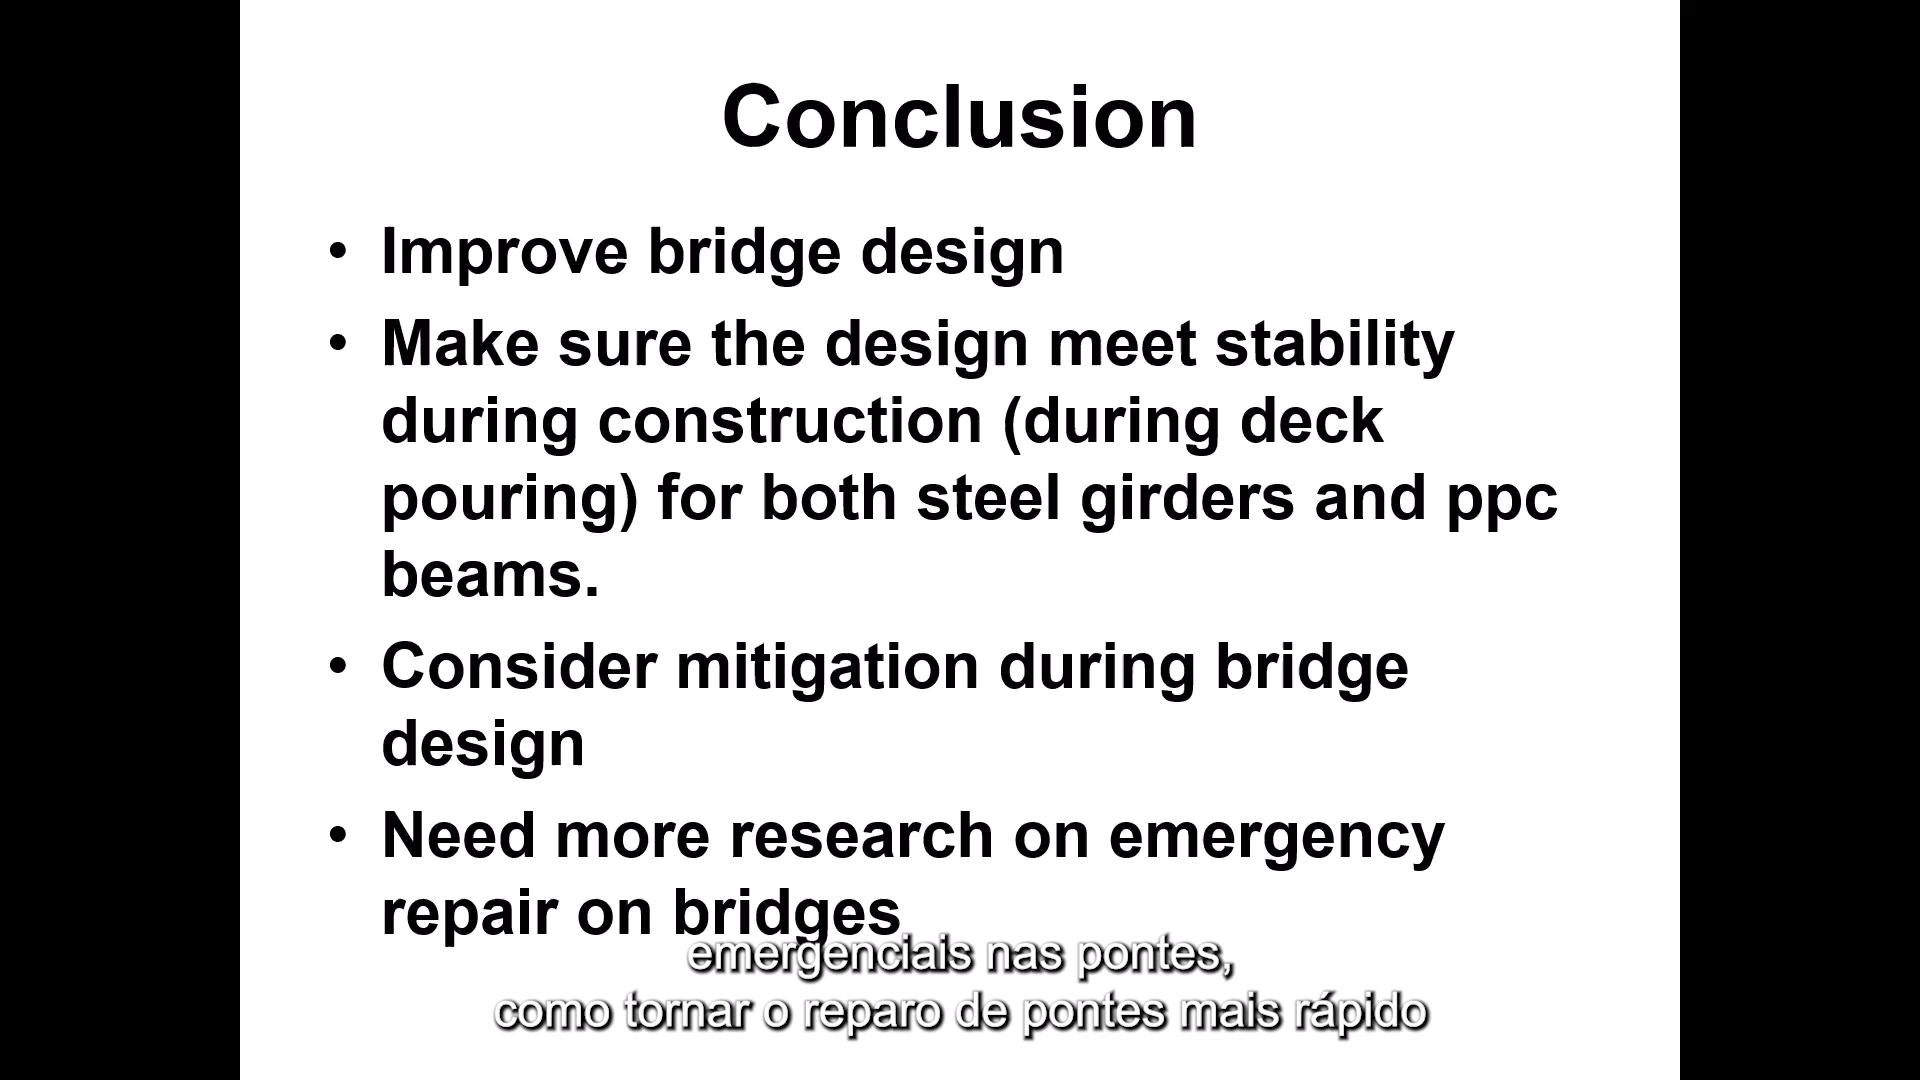 Conclusion
• Improve bridge design
• Make sure the design meet stability
during construction (during deck
pouring) for both steel girders and ppc
beams.
• Consider mitigation during bridge
design
• Need more research on emergency
repair on bridges
emergenciais nas pontes,
como tornar o reparo de pontes mais rápido